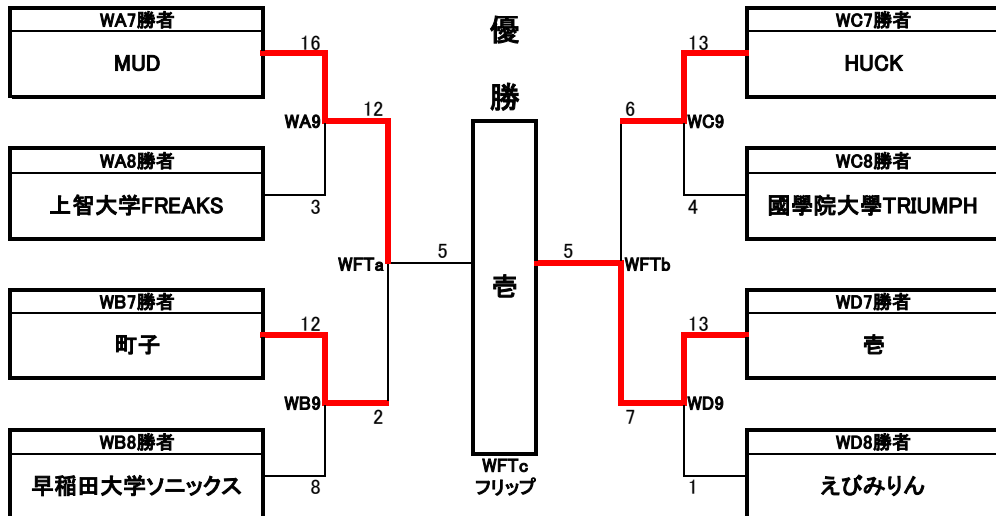 WA7勝者
MUD
16
WA9
12
WA8勝者
上智大学FREAKS
3
WFTa
5
WB7勝者
町子
12
WB9
2
WB8勝者
早稲田大学ソニックス
8
優
勝
壱
WFTc
フリップ
WC7勝者
HUCK
13
6
WC9
WC8勝者
國學院大學TRIUMPH
4
5
WFTb
WD7勝者
壱
13
7
WD9
WD8勝者
えびみりん
1